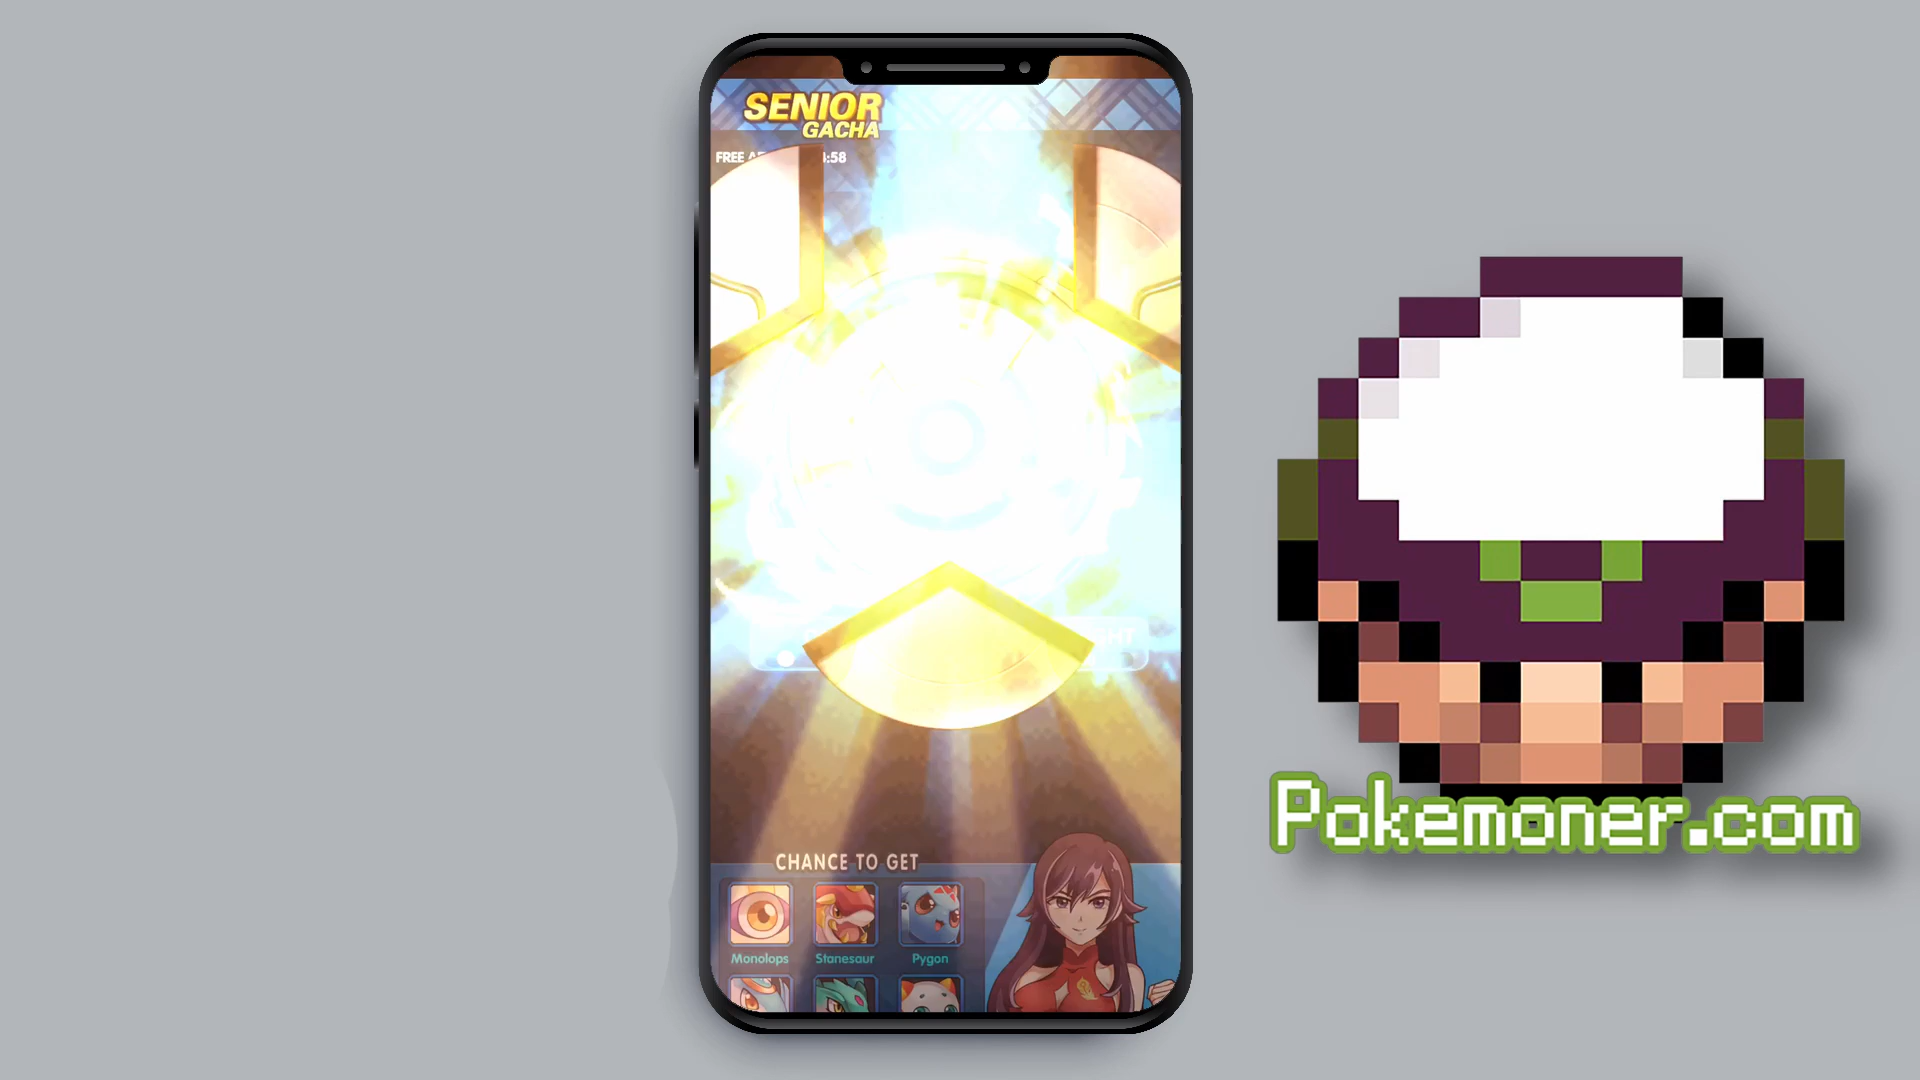 SENIOR
GACHA
FREE
:58
CHANCE TO GET
Monolops
Stanesaur
Pygon
Pokemoner.com